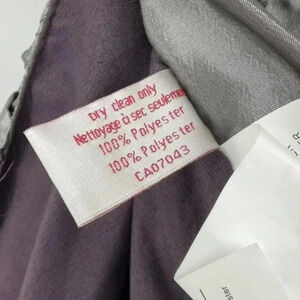 Dry clean only
Nettoyage à sec seulement
100% Polyester
100% Polyester
CA07043